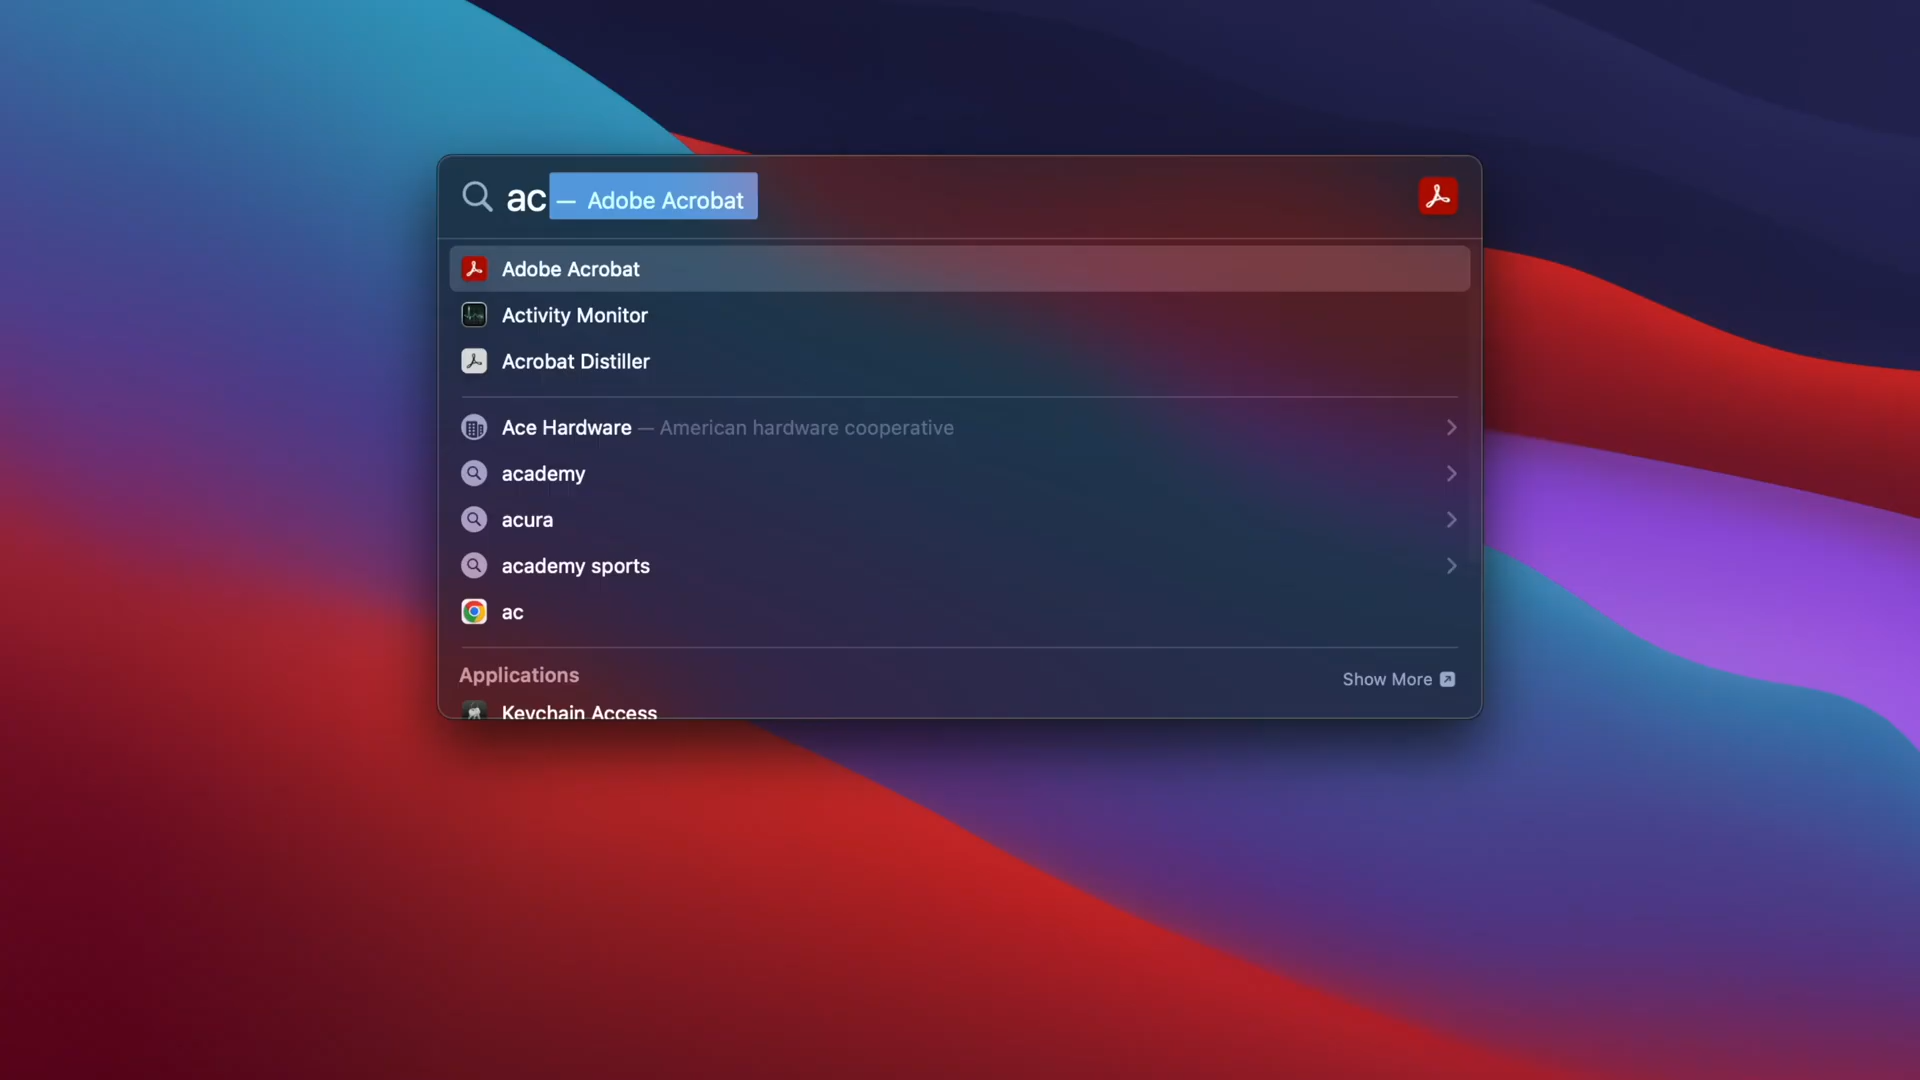 ac — Adobe Acrobat
Adobe Acrobat
Activity Monitor
Acrobat Distiller
Ace Hardware — American hardware cooperative
academy
acura
academy sports
ac
Applications
Show More
Keychain Access